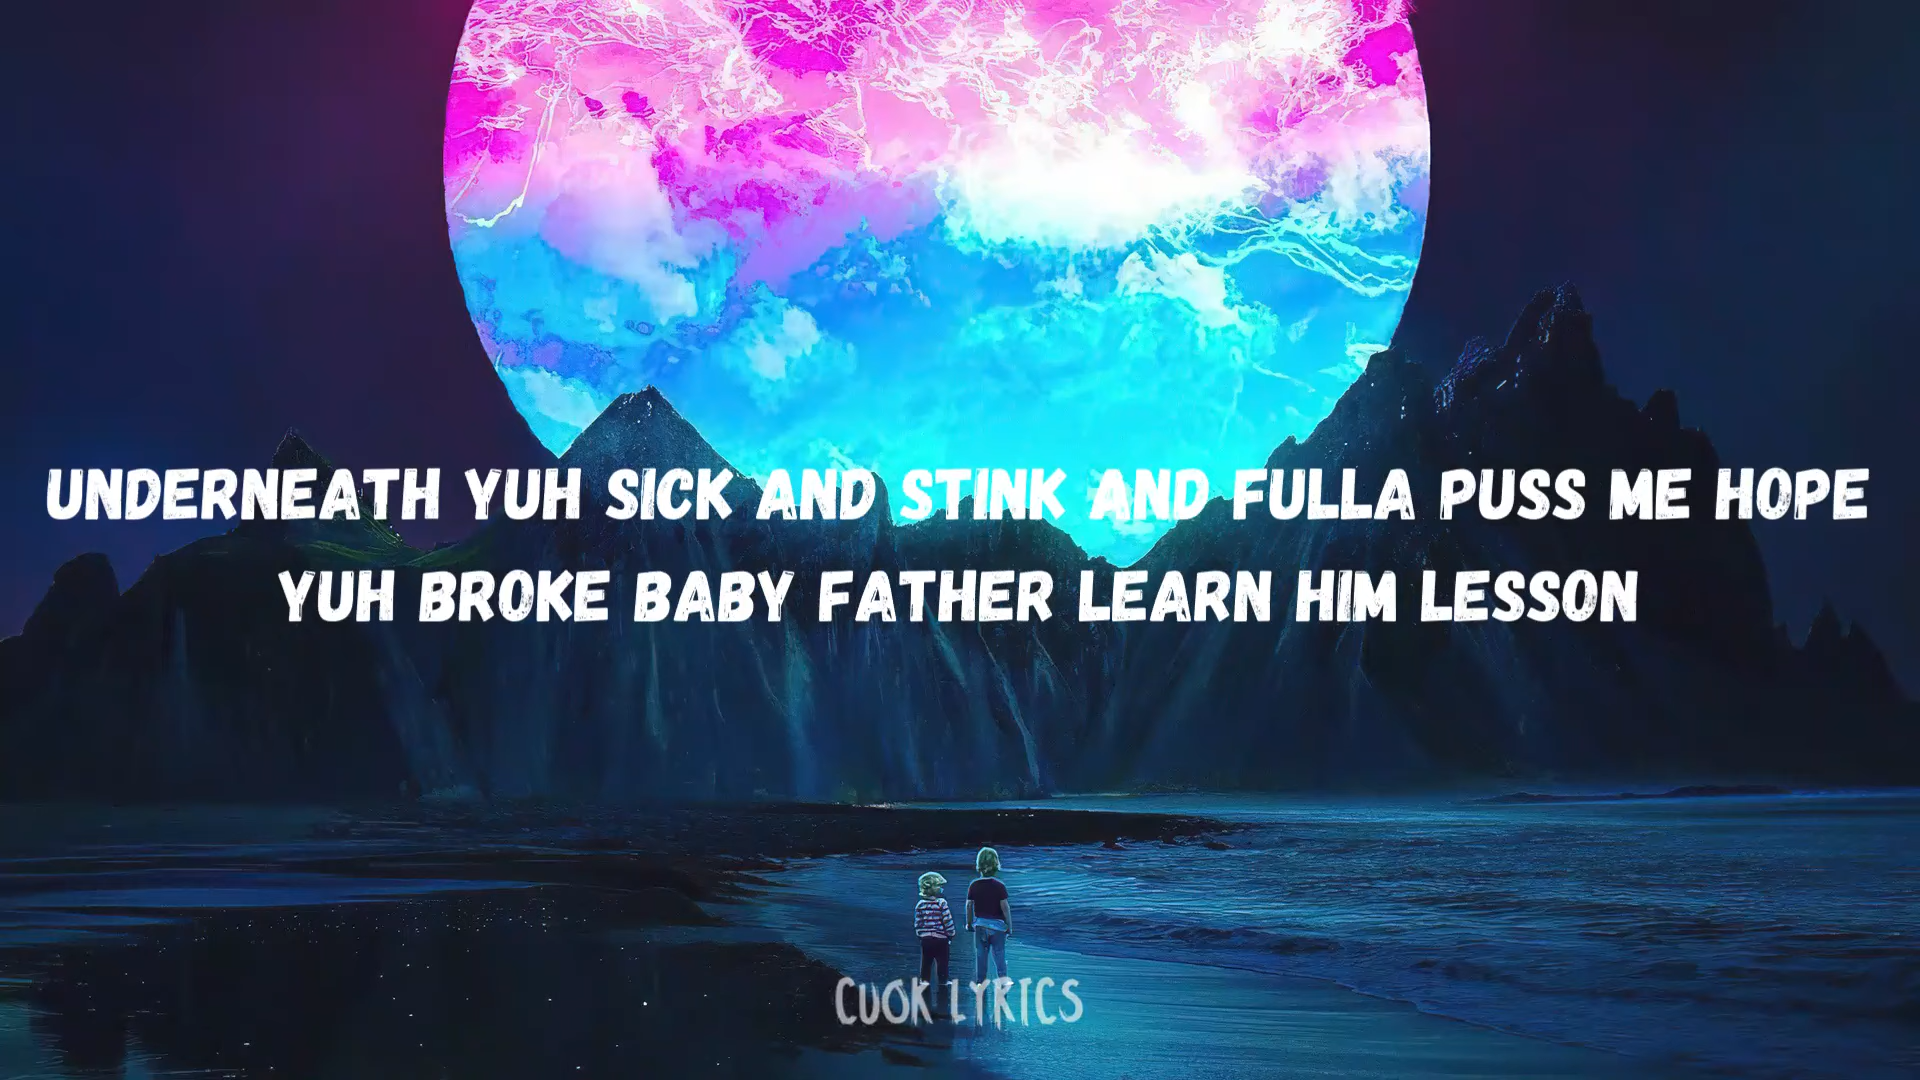 UNDERNEATH YUH SICK AND STINK AND FULLA PUSS ME HOPE
YUH BROKE BABY FATHER LEARN HIM LESSON
CUOK LYRICS